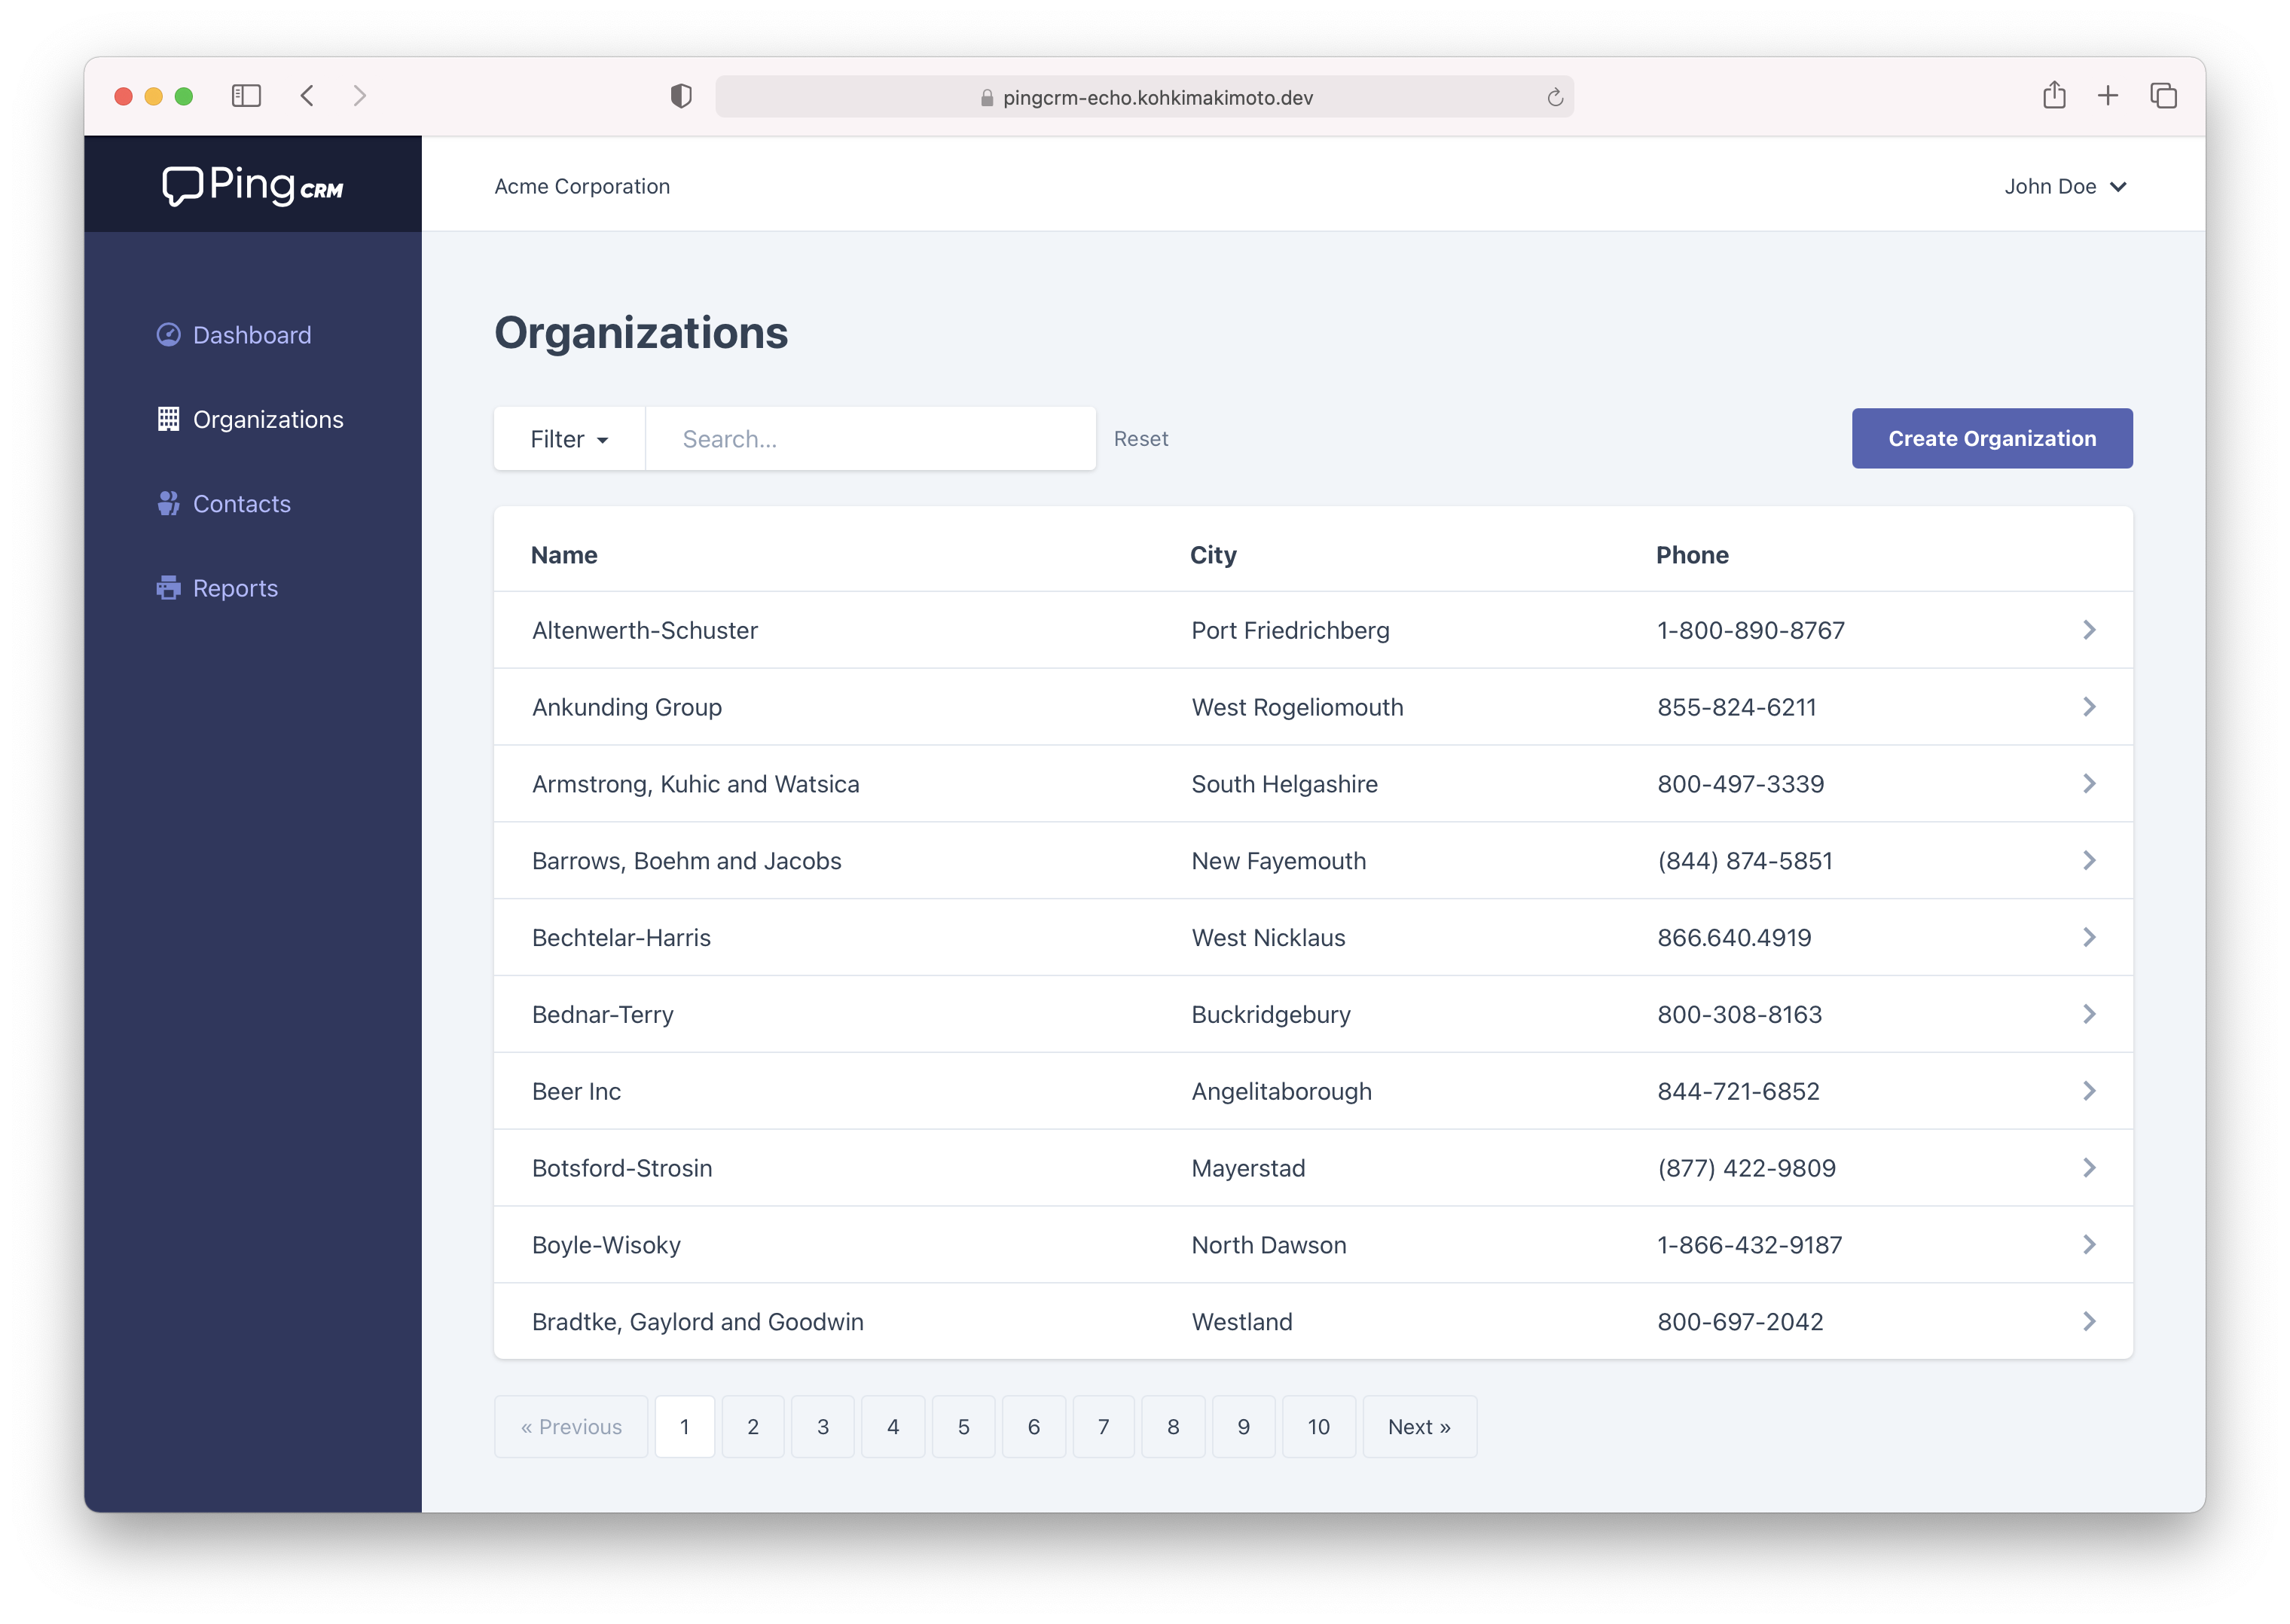 pingcrm-echo.kohkimakimoto.dev
Ping CRM
Acme Corporation
John Doe
Dashboard
Organizations
Contacts
Reports
Organizations
Filter
Search...
Reset
Create Organization
Name City Phone
Altenwerth-Schuster Port Friedrichberg 1-800-890-8767
Ankunding Group West Rogeliomouth 855-824-6211
Armstrong, Kuhic and Watsica South Helgashire 800-497-3339
Barrows, Boehm and Jacobs New Fayemouth (844) 874-5851
Bechtelar-Harris West Nicklaus 866.640.4919
Bednar-Terry Buckridgebury 800-308-8163
Beer Inc Angelitaborough 844-721-6852
Botsford-Strosin Mayerstad (877) 422-9809
Boyle-Wisoky North Dawson 1-866-432-9187
Bradtke, Gaylord and Goodwin Westland 800-697-2042
« Previous 1 2 3 4 5 6 7 8 9 10 Next »